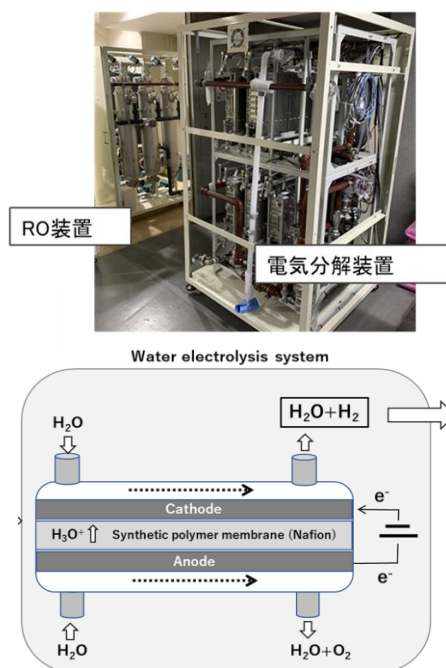 RO装置
電気分解装置
Water electrolysis system
H₂O
H₂O+H₂
Cathode
e⁻
H₃O⁺ Synthetic polymer membrane (Nafion)
Anode
e⁻
H₂O
H₂O+O₂